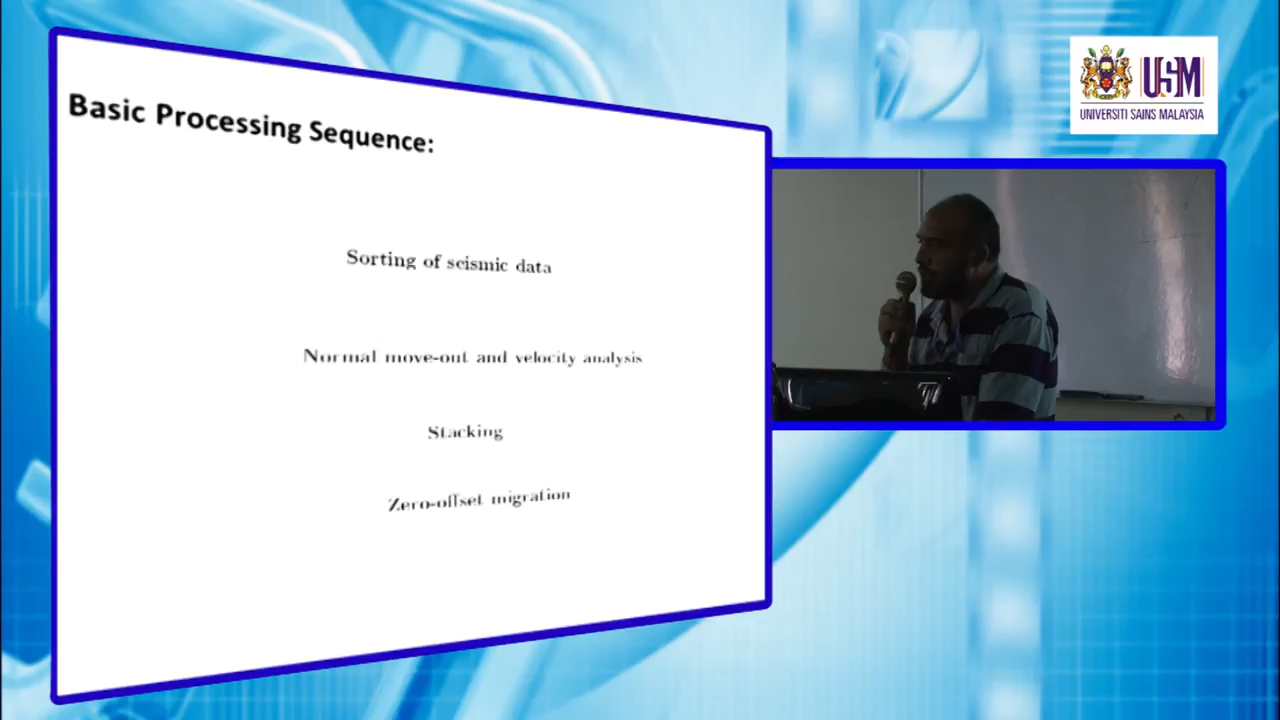 Basic Processing Sequence:
Sorting of seismic data
Normal move-out and velocity analysis
Stacking
Zero-offset migration
USM
UNIVERSITI SAINS MALAYSIA